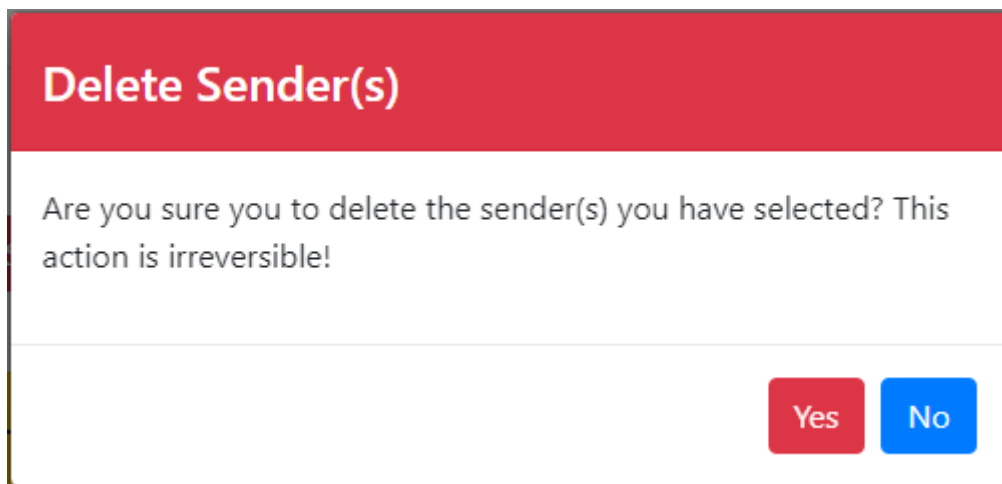 Delete Sender(s)
Are you sure you to delete the sender(s) you have selected? This
action is irreversible!
Yes No